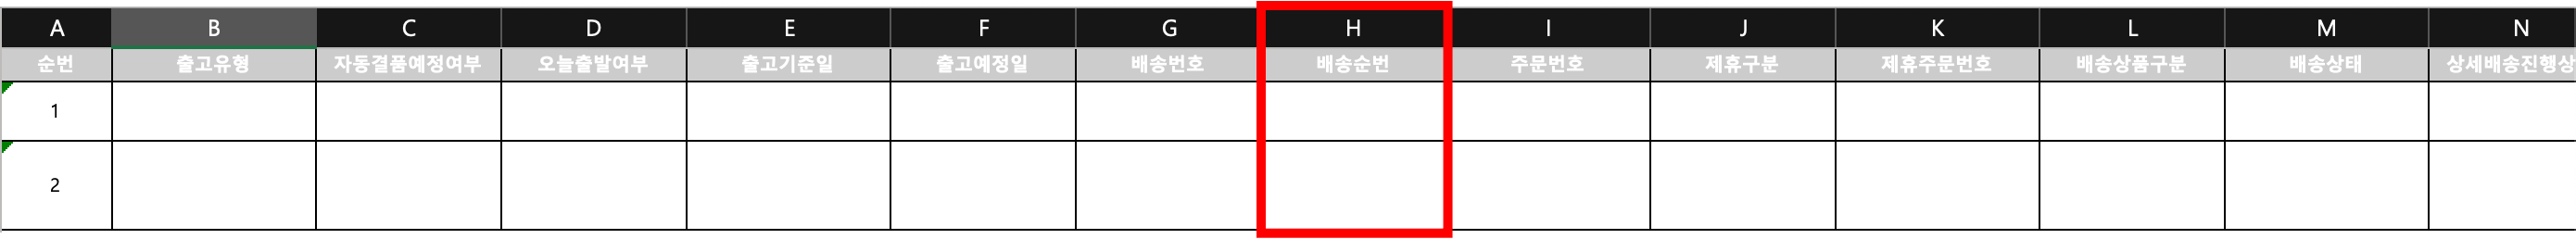 A B C D E F G H I J K L M N
순번 출고유형 자동결품예정여부 오늘출발여부 출고기준일 출고예정일 배송번호 배송순번 주문번호 제휴구분 제휴주문번호 배송상품구분 배송상태 상세배송진행상
1
2